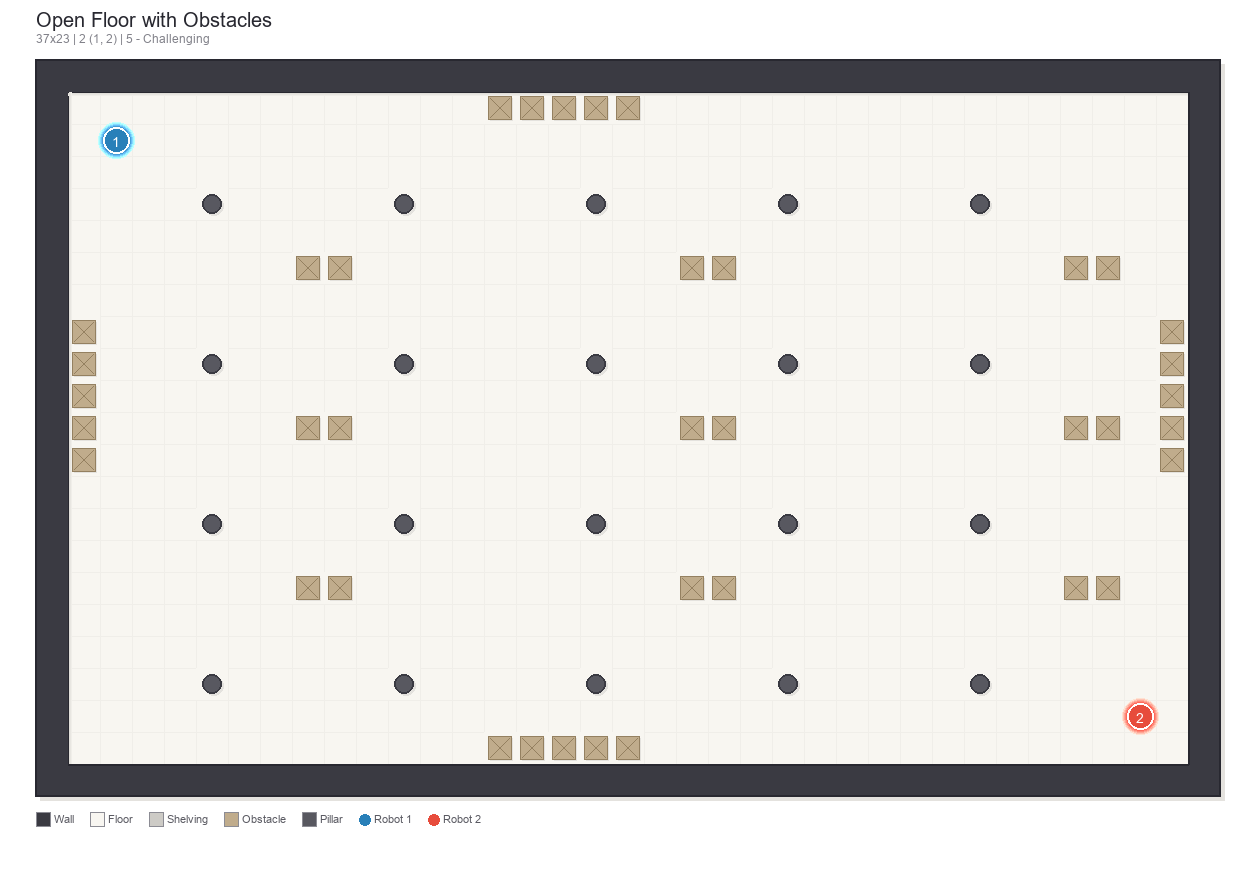 Open Floor with Obstacles
37x23 | 2 (1, 2) | 5 - Challenging
1
2
Wall Floor Shelving Obstacle Pillar Robot 1 Robot 2